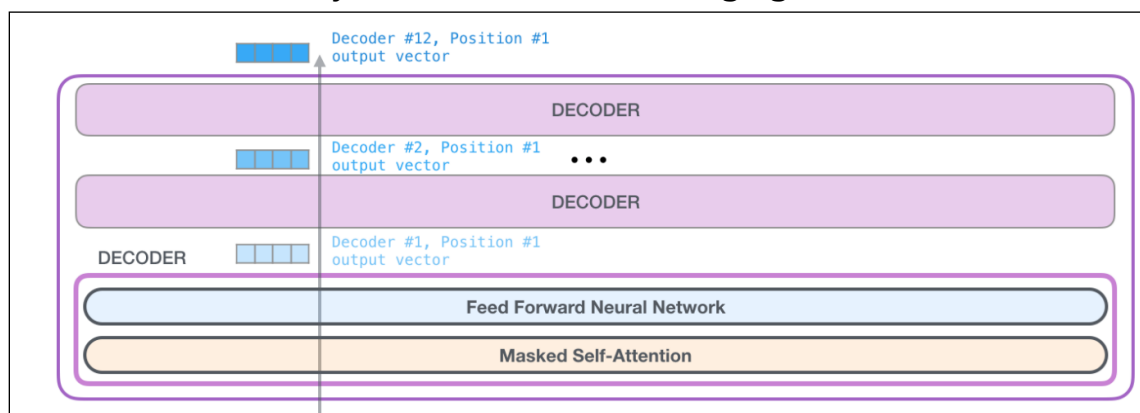 Decoder #12, Position #1
output vector
DECODER
Decoder #2, Position #1
output vector
...
DECODER
Decoder #1, Position #1
output vector
DECODER
Feed Forward Neural Network
Masked Self-Attention